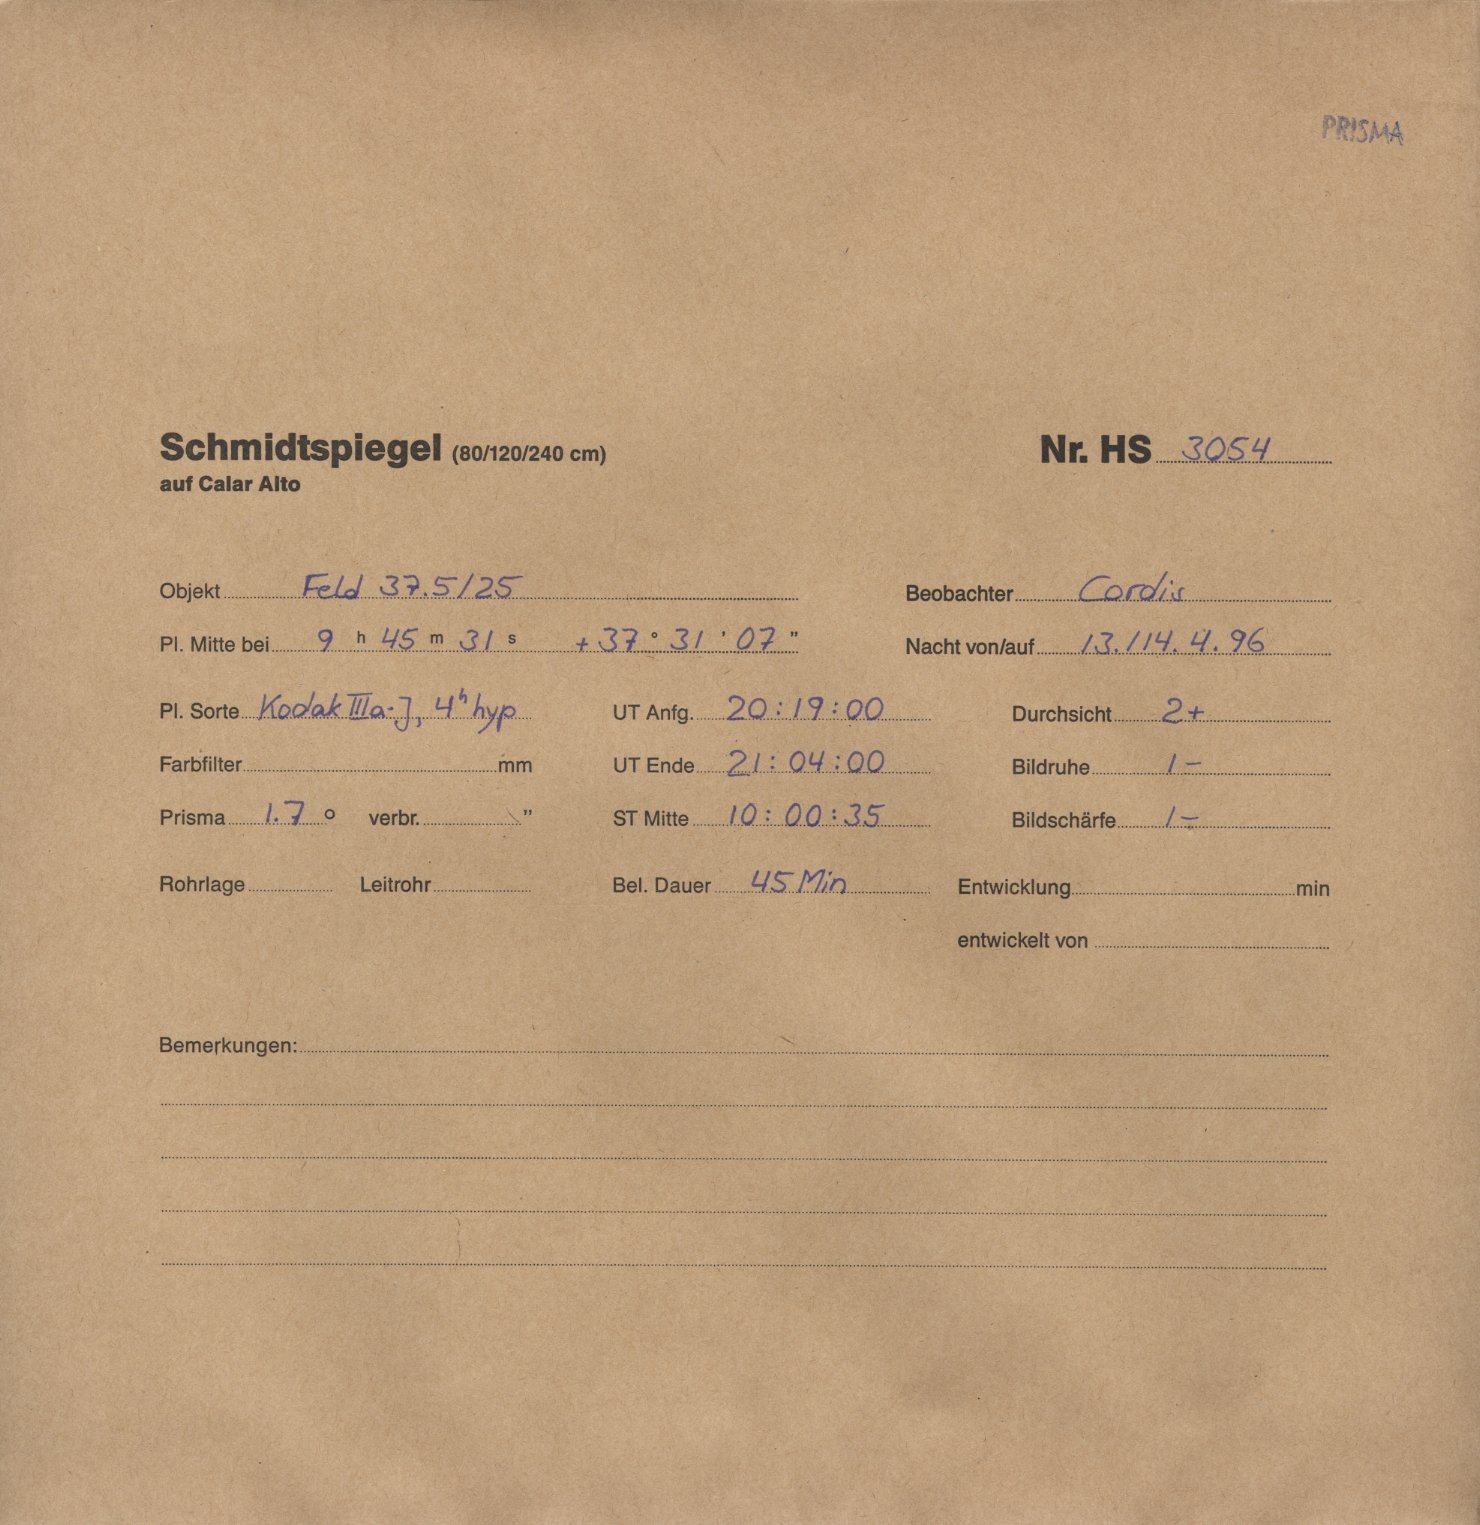 PRISMA
Schmidtspiegel (80/120/240 cm) Nr. HS 3054
auf Calar Alto
Objekt Feld 37.5/25 Beobachter Cordis
Pl. Mitte bei 9 h 45 m 31 s +37 ° 31 ' 07 " Nacht von/auf 13./14. 4. 96
Pl. Sorte Kodak IIIa-J, 4h hyp UT Anfg. 20:19:00 Durchsicht 2+
Farbfilter mm UT Ende 21:04:00 Bildruhe 1-
Prisma 1.7 ° verbr. " ST Mitte 10:00:35 Bildschärfe 1-
Rohrlage Leitrohr Bel. Dauer 45 Min Entwicklung min
entwickelt von
Bemerkungen: